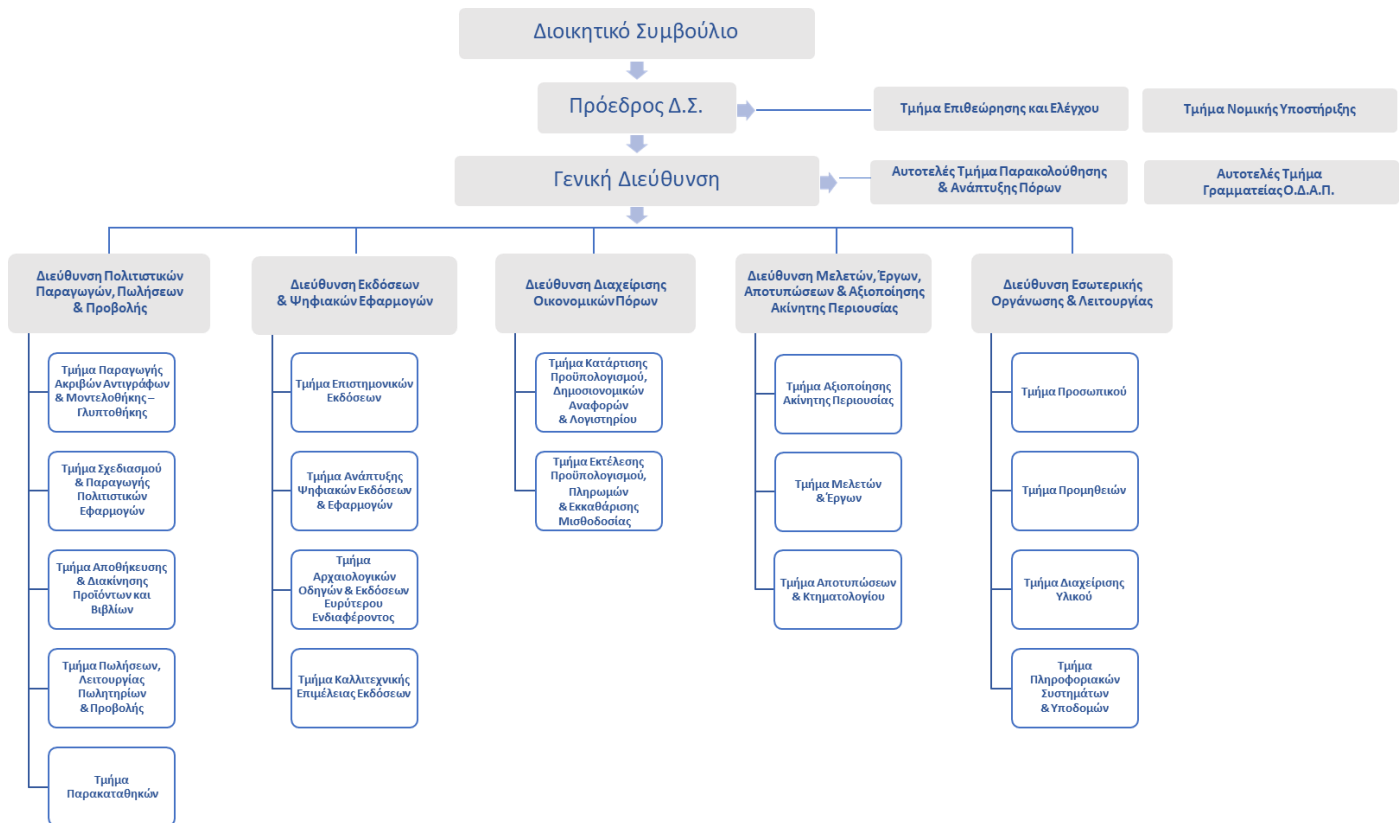 Διοικητικό Συμβούλιο
Πρόεδρος Δ.Σ.
Τμήμα Επιθεώρησης και Ελέγχου
Τμήμα Νομικής Υποστήριξης
Γενική Διεύθυνση
Αυτοτελές Τμήμα Παρακολούθησης
& Ανάπτυξης Πόρων
Αυτοτελές Τμήμα
Γραμματείας Ο.Δ.Α.Π.
Διεύθυνση Πολιτιστικών
Παραγωγών, Πωλήσεων
& Προβολής
Τμήμα Παραγωγής
Ακριβών Αντιγράφων
& Μοντελοθήκης –
Γλυπτοθήκης
Τμήμα Σχεδιασμού
& Παραγωγής
Πολιτιστικών
Εφαρμογών
Τμήμα Αποθήκευσης
& Διακίνησης
Προϊόντων και
Βιβλίων
Τμήμα Πωλήσεων,
Λειτουργίας
Πωλητηρίων
& Προβολής
Τμήμα
Παρακαταθηκών
Διεύθυνση Εκδόσεων
& Ψηφιακών Εφαρμογών
Τμήμα Επιστημονικών
Εκδόσεων
Τμήμα Ανάπτυξης
Ψηφιακών Εκδόσεων
& Εφαρμογών
Τμήμα
Αρχαιολογικών
Οδηγών & Εκδόσεων
Ευρύτερου
Ενδιαφέροντος
Τμήμα Καλλιτεχνικής
Επιμέλειας Εκδόσεων
Διεύθυνση Διαχείρισης
Οικονομικών Πόρων
Τμήμα Κατάρτισης
Προϋπολογισμού,
Δημοσιονομικών
Αναφορών
& Λογιστηρίου
Τμήμα Εκτέλεσης
Προϋπολογισμού,
Πληρωμών
& Εκκαθάρισης
Μισθοδοσίας
Διεύθυνση Μελετών, Έργων,
Αποτυπώσεων & Αξιοποίησης
Ακίνητης Περιουσίας
Τμήμα Αξιοποίησης
Ακίνητης Περιουσίας
Τμήμα Μελετών
& Έργων
Τμήμα Αποτυπώσεων
& Κτηματολογίου
Διεύθυνση Εσωτερικής
Οργάνωσης & Λειτουργίας
Τμήμα Προσωπικού
Τμήμα Προμηθειών
Τμήμα Διαχείρισης
Υλικού
Τμήμα
Πληροφοριακών
Συστημάτων
& Υποδομών